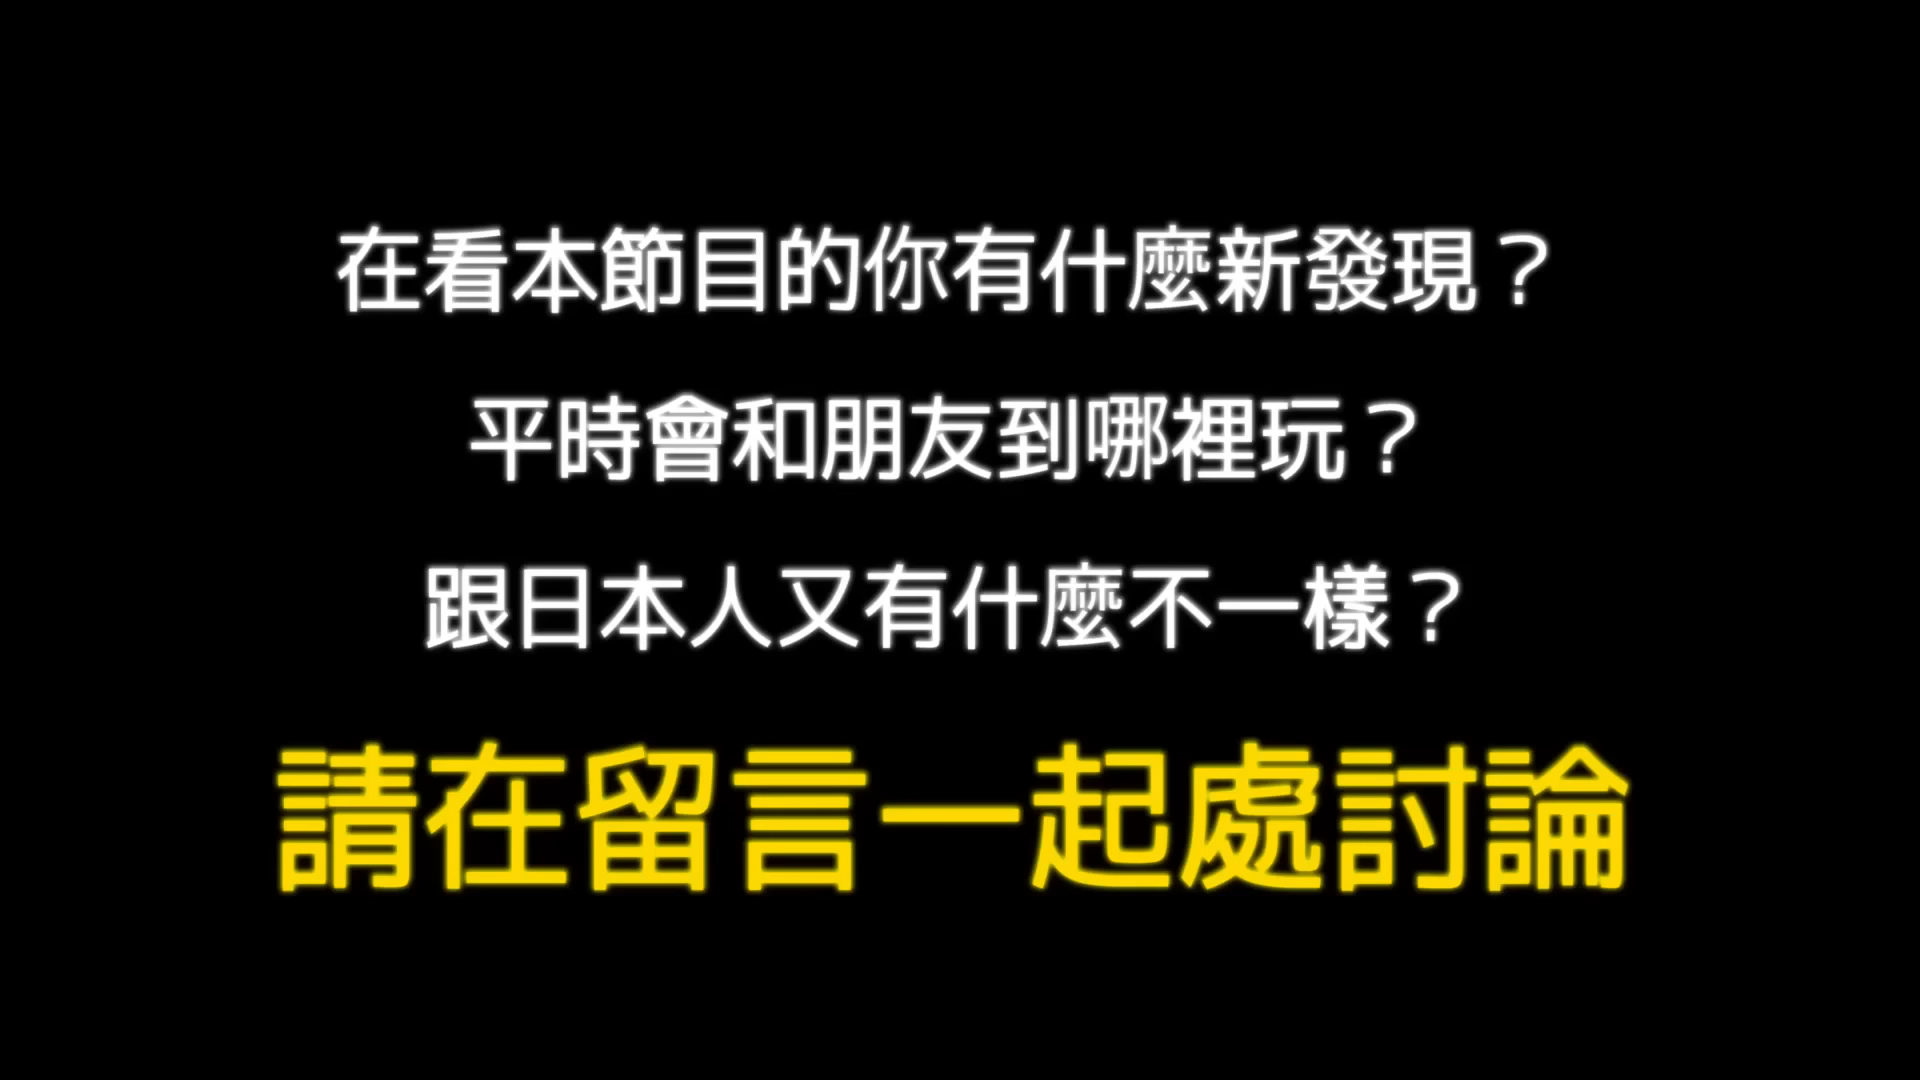 在看本節目的你有什麼新發現？
平時會和朋友到哪裡玩？
跟日本人又有什麼不一樣？
請在留言一起處討論